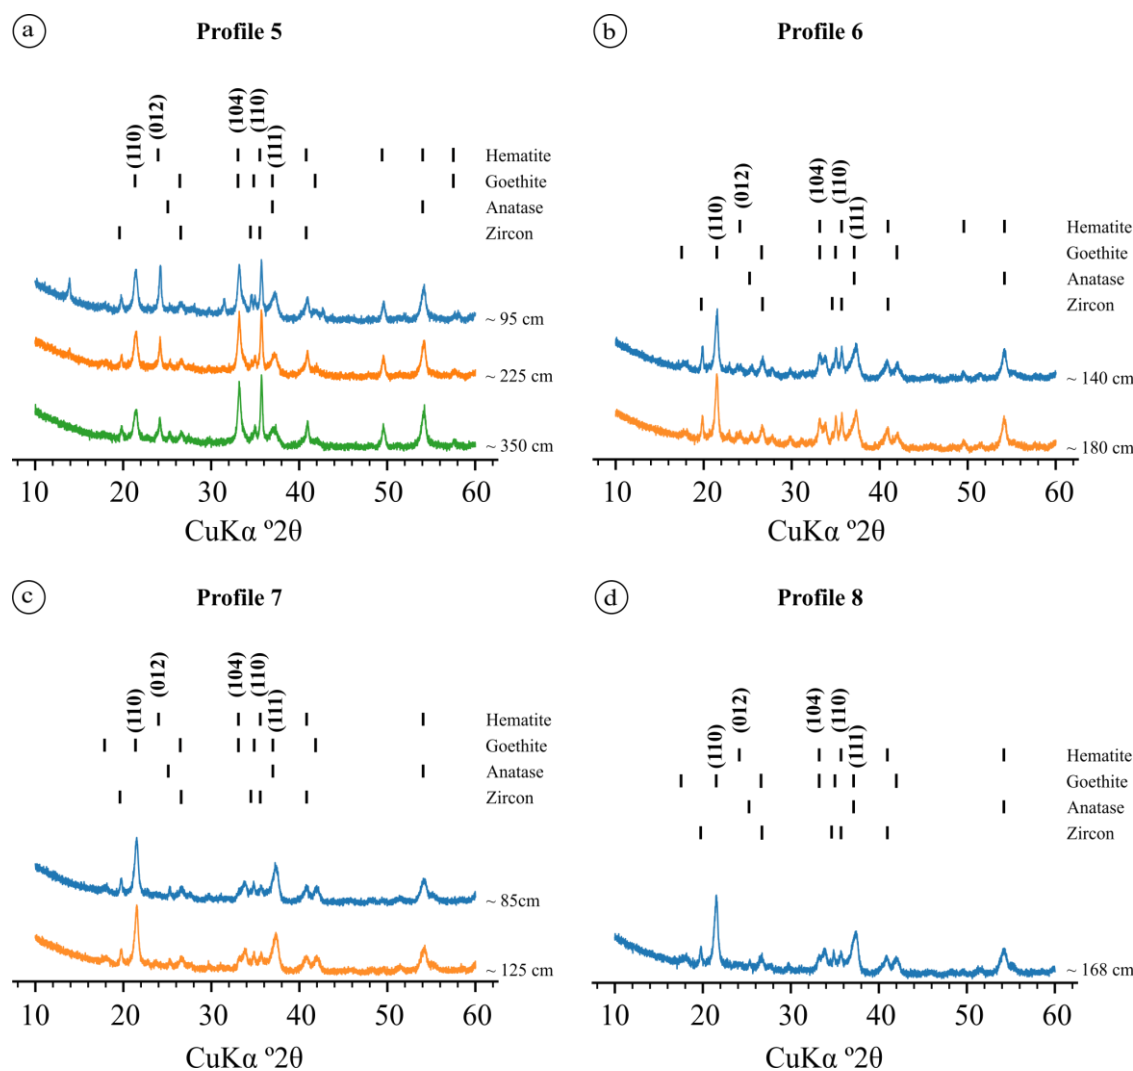 a
Profile 5
(110)
(012)
(104)
(110)
(111)
Hematite
Goethite
Anatase
Zircon
~ 95 cm
~ 225 cm
~ 350 cm
10 20 30 40 50 60
CuKα º2θ
b
Profile 6
(110)
(012)
(104)
(110)
(111)
Hematite
Goethite
Anatase
Zircon
~ 140 cm
~ 180 cm
10 20 30 40 50 60
CuKα º2θ
c
Profile 7
(110)
(012)
(104)
(110)
(111)
Hematite
Goethite
Anatase
Zircon
~ 85cm
~ 125 cm
10 20 30 40 50 60
CuKα º2θ
d
Profile 8
(110)
(012)
(104)
(110)
(111)
Hematite
Goethite
Anatase
Zircon
~ 168 cm
10 20 30 40 50 60
CuKα º2θ